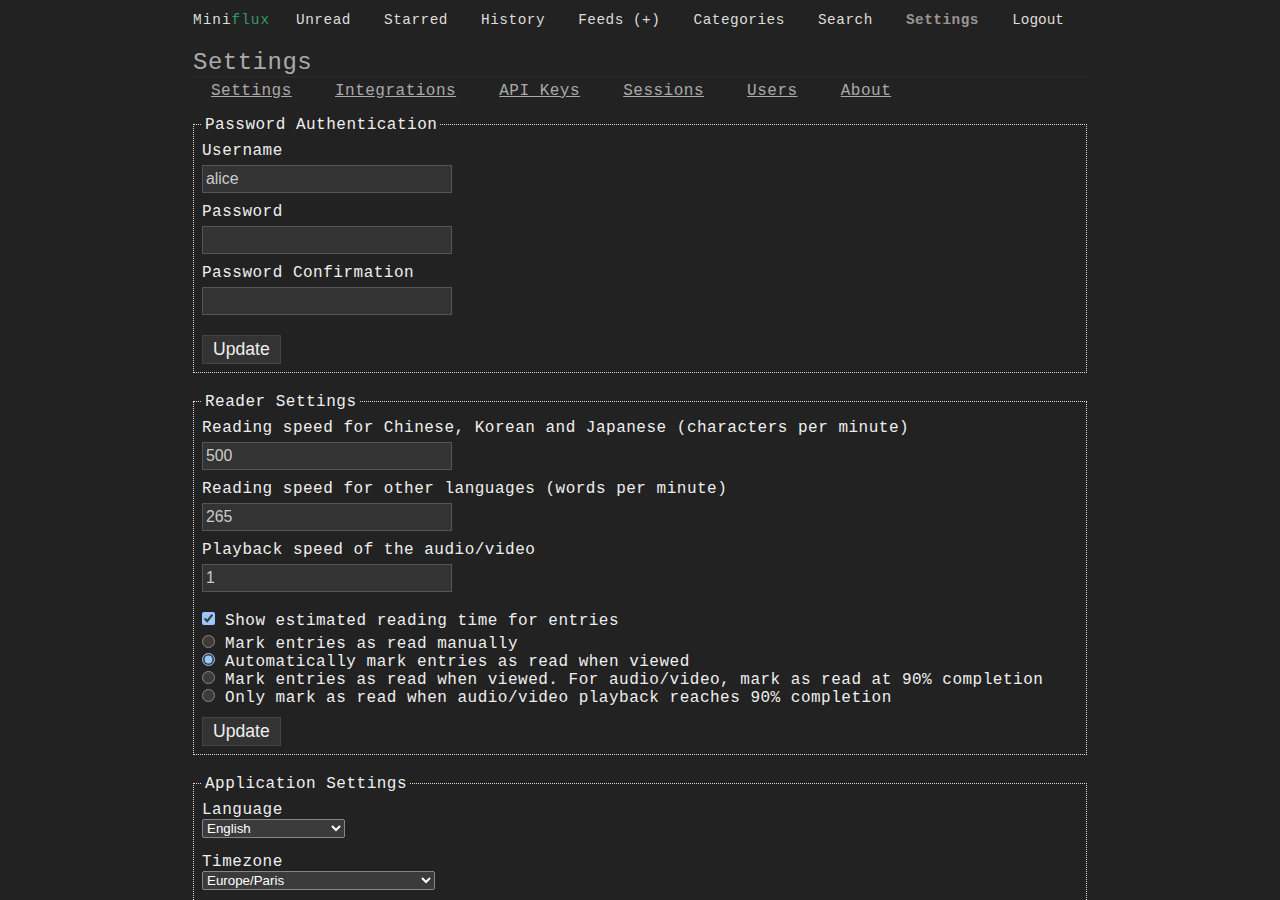 Miniflux Unread Starred History Feeds (+) Categories Search Settings Logout
Settings
Settings Integrations API Keys Sessions Users About
Password Authentication
Username
alice
Password
Password Confirmation
Update
Reader Settings
Reading speed for Chinese, Korean and Japanese (characters per minute)
500
Reading speed for other languages (words per minute)
265
Playback speed of the audio/video
1
Show estimated reading time for entries
Mark entries as read manually
Automatically mark entries as read when viewed
Mark entries as read when viewed. For audio/video, mark as read at 90% completion
Only mark as read when audio/video playback reaches 90% completion
Update
Application Settings
Language
English
Timezone
Europe/Paris